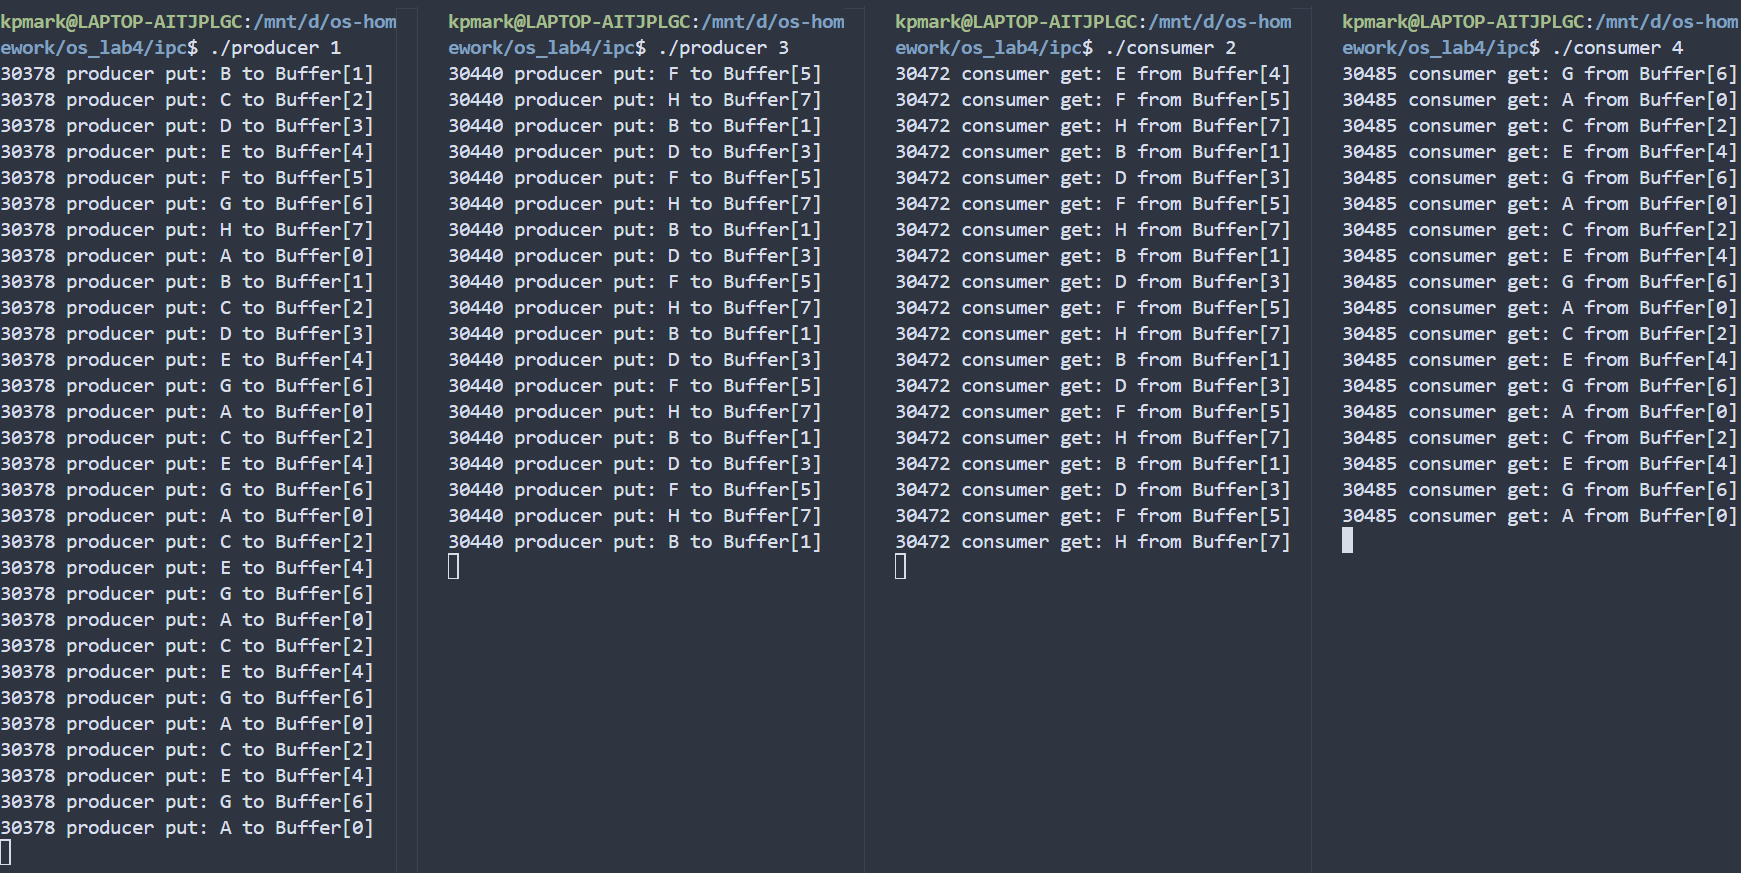 kpmark@LAPTOP-AITJPLGC:/mnt/d/os-hom
ework/os_lab4/ipc$ ./producer 1
30378 producer put: B to Buffer[1]
30378 producer put: C to Buffer[2]
30378 producer put: D to Buffer[3]
30378 producer put: E to Buffer[4]
30378 producer put: F to Buffer[5]
30378 producer put: G to Buffer[6]
30378 producer put: H to Buffer[7]
30378 producer put: A to Buffer[0]
30378 producer put: B to Buffer[1]
30378 producer put: C to Buffer[2]
30378 producer put: D to Buffer[3]
30378 producer put: E to Buffer[4]
30378 producer put: G to Buffer[6]
30378 producer put: A to Buffer[0]
30378 producer put: C to Buffer[2]
30378 producer put: E to Buffer[4]
30378 producer put: G to Buffer[6]
30378 producer put: A to Buffer[0]
30378 producer put: C to Buffer[2]
30378 producer put: E to Buffer[4]
30378 producer put: G to Buffer[6]
30378 producer put: A to Buffer[0]
30378 producer put: C to Buffer[2]
30378 producer put: E to Buffer[4]
30378 producer put: G to Buffer[6]
30378 producer put: A to Buffer[0]
30378 producer put: C to Buffer[2]
30378 producer put: E to Buffer[4]
30378 producer put: G to Buffer[6]
30378 producer put: A to Buffer[0]
kpmark@LAPTOP-AITJPLGC:/mnt/d/os-hom
ework/os_lab4/ipc$ ./producer 3
30440 producer put: F to Buffer[5]
30440 producer put: H to Buffer[7]
30440 producer put: B to Buffer[1]
30440 producer put: D to Buffer[3]
30440 producer put: F to Buffer[5]
30440 producer put: H to Buffer[7]
30440 producer put: B to Buffer[1]
30440 producer put: D to Buffer[3]
30440 producer put: F to Buffer[5]
30440 producer put: H to Buffer[7]
30440 producer put: B to Buffer[1]
30440 producer put: D to Buffer[3]
30440 producer put: F to Buffer[5]
30440 producer put: H to Buffer[7]
30440 producer put: B to Buffer[1]
30440 producer put: D to Buffer[3]
30440 producer put: F to Buffer[5]
30440 producer put: H to Buffer[7]
30440 producer put: B to Buffer[1]
kpmark@LAPTOP-AITJPLGC:/mnt/d/os-hom
ework/os_lab4/ipc$ ./consumer 2
30472 consumer get: E from Buffer[4]
30472 consumer get: F from Buffer[5]
30472 consumer get: H from Buffer[7]
30472 consumer get: B from Buffer[1]
30472 consumer get: D from Buffer[3]
30472 consumer get: F from Buffer[5]
30472 consumer get: H from Buffer[7]
30472 consumer get: B from Buffer[1]
30472 consumer get: D from Buffer[3]
30472 consumer get: F from Buffer[5]
30472 consumer get: H from Buffer[7]
30472 consumer get: B from Buffer[1]
30472 consumer get: D from Buffer[3]
30472 consumer get: F from Buffer[5]
30472 consumer get: H from Buffer[7]
30472 consumer get: B from Buffer[1]
30472 consumer get: D from Buffer[3]
30472 consumer get: F from Buffer[5]
30472 consumer get: H from Buffer[7]
kpmark@LAPTOP-AITJPLGC:/mnt/d/os-hom
ework/os_lab4/ipc$ ./consumer 4
30485 consumer get: G from Buffer[6]
30485 consumer get: A from Buffer[0]
30485 consumer get: C from Buffer[2]
30485 consumer get: E from Buffer[4]
30485 consumer get: G from Buffer[6]
30485 consumer get: A from Buffer[0]
30485 consumer get: C from Buffer[2]
30485 consumer get: E from Buffer[4]
30485 consumer get: G from Buffer[6]
30485 consumer get: A from Buffer[0]
30485 consumer get: C from Buffer[2]
30485 consumer get: E from Buffer[4]
30485 consumer get: G from Buffer[6]
30485 consumer get: A from Buffer[0]
30485 consumer get: C from Buffer[2]
30485 consumer get: E from Buffer[4]
30485 consumer get: G from Buffer[6]
30485 consumer get: A from Buffer[0]